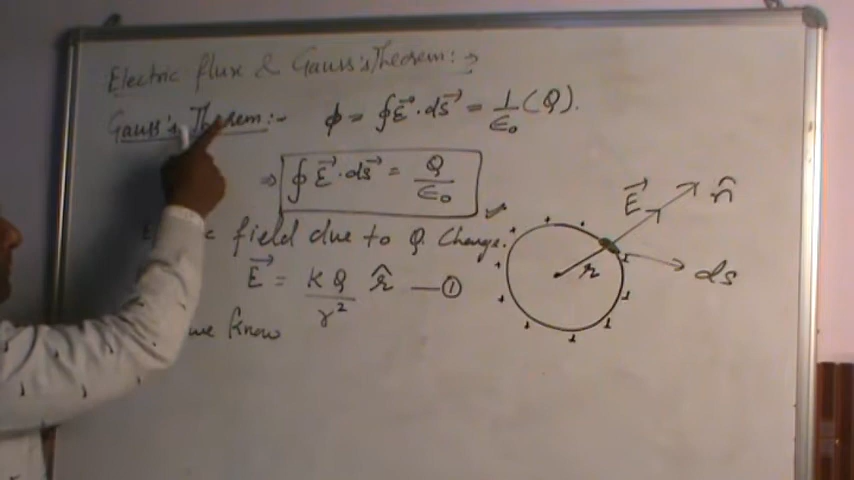 Electric flux & Gauss's Theorem:→
Gauss's Theorem:- φ = ∮E⃗·ds⃗ = 1/ε₀ (Q).
⇒ ∮E⃗·ds⃗ = Q/ε₀
field due to Q Charge.
E⃗ = KQ/r² r̂ —①
we know
E⃗ n̂
r
ds